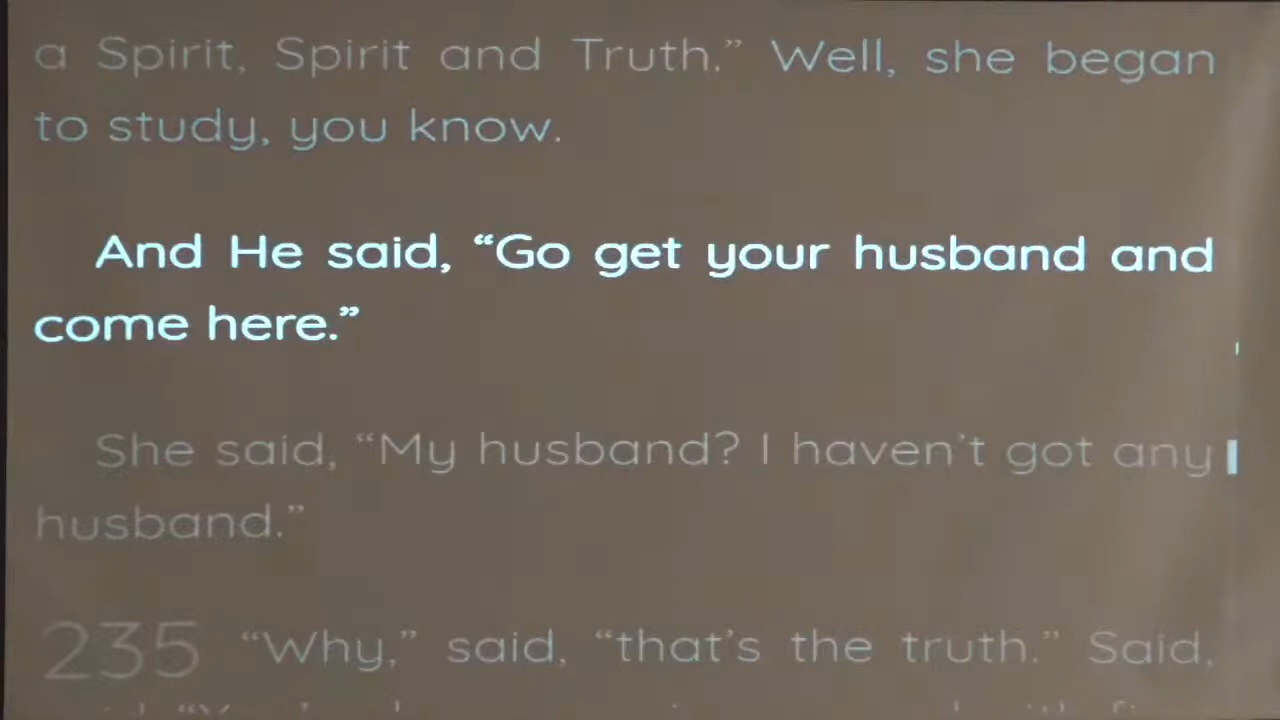 a Spirit, Spirit and Truth.” Well, she began
to study, you know.
And He said, “Go get your husband and
come here.”
She said, “My husband? I haven’t got any
husband.”
235 “Why,” said, “that’s the truth.” Said,